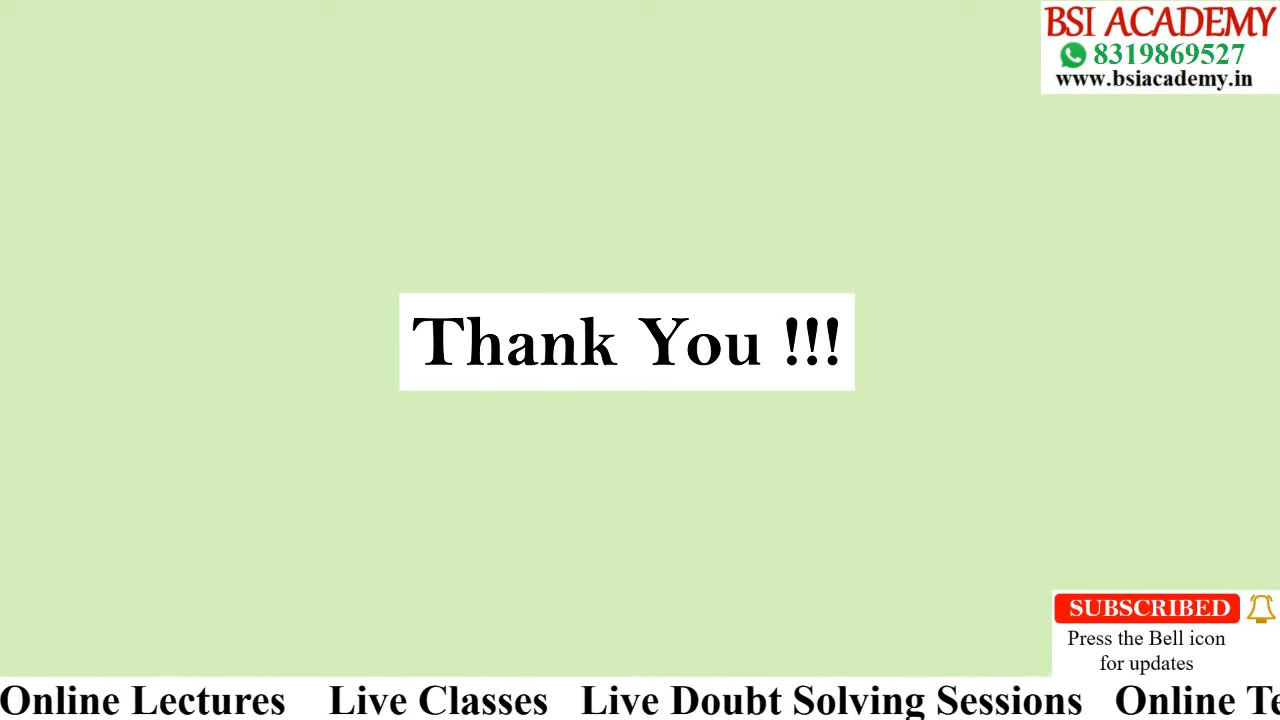 BSI ACADEMY
8319869527
www.bsiacademy.in
Thank You !!!
SUBSCRIBED
Press the Bell icon
for updates
Online Lectures Live Classes Live Doubt Solving Sessions Online